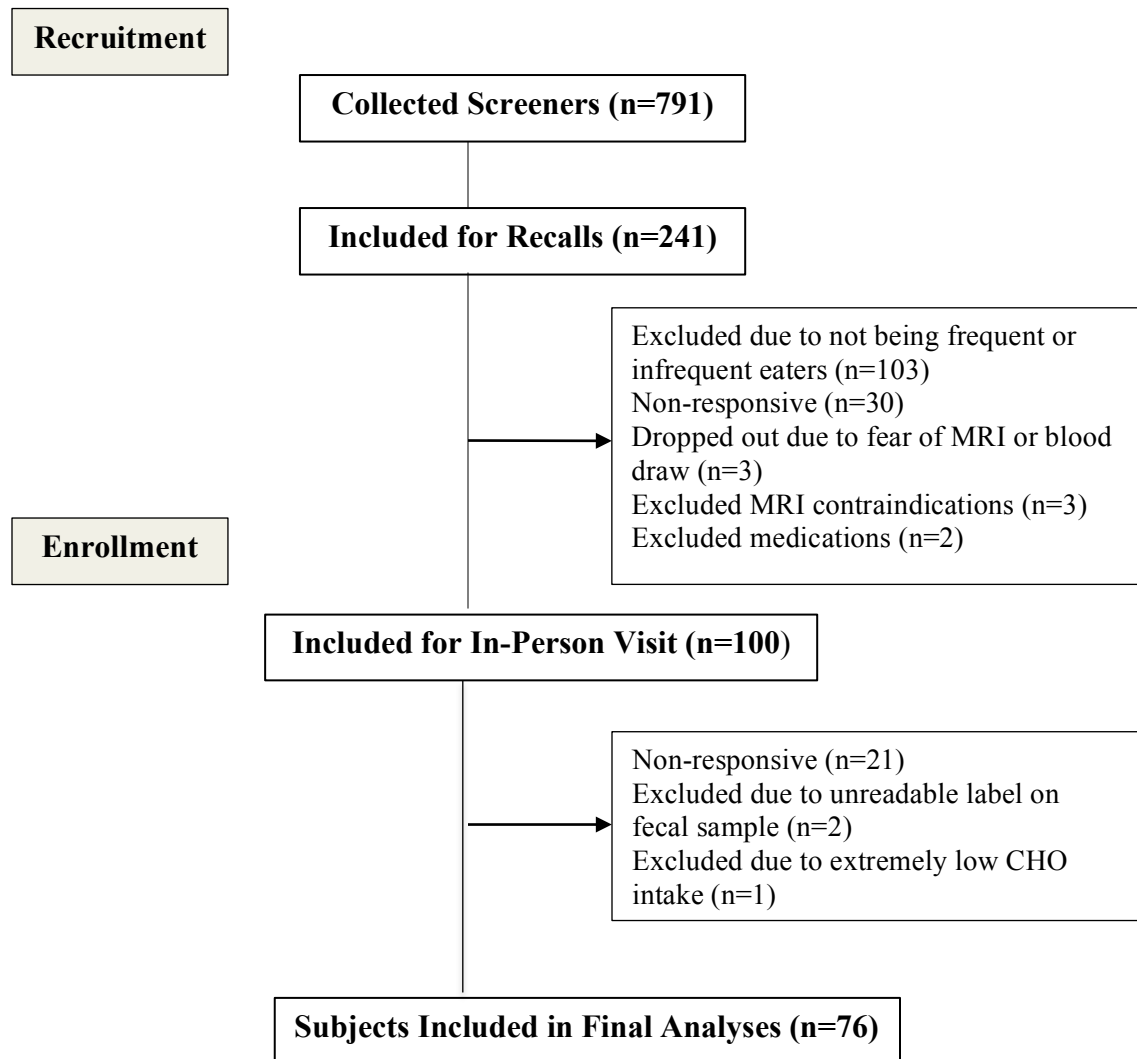 Recruitment
Collected Screeners (n=791)
Included for Recalls (n=241)
Excluded due to not being frequent or
infrequent eaters (n=103)
Non-responsive (n=30)
Dropped out due to fear of MRI or blood
draw (n=3)
Excluded MRI contraindications (n=3)
Excluded medications (n=2)
Enrollment
Included for In-Person Visit (n=100)
Non-responsive (n=21)
Excluded due to unreadable label on
fecal sample (n=2)
Excluded due to extremely low CHO
intake (n=1)
Subjects Included in Final Analyses (n=76)